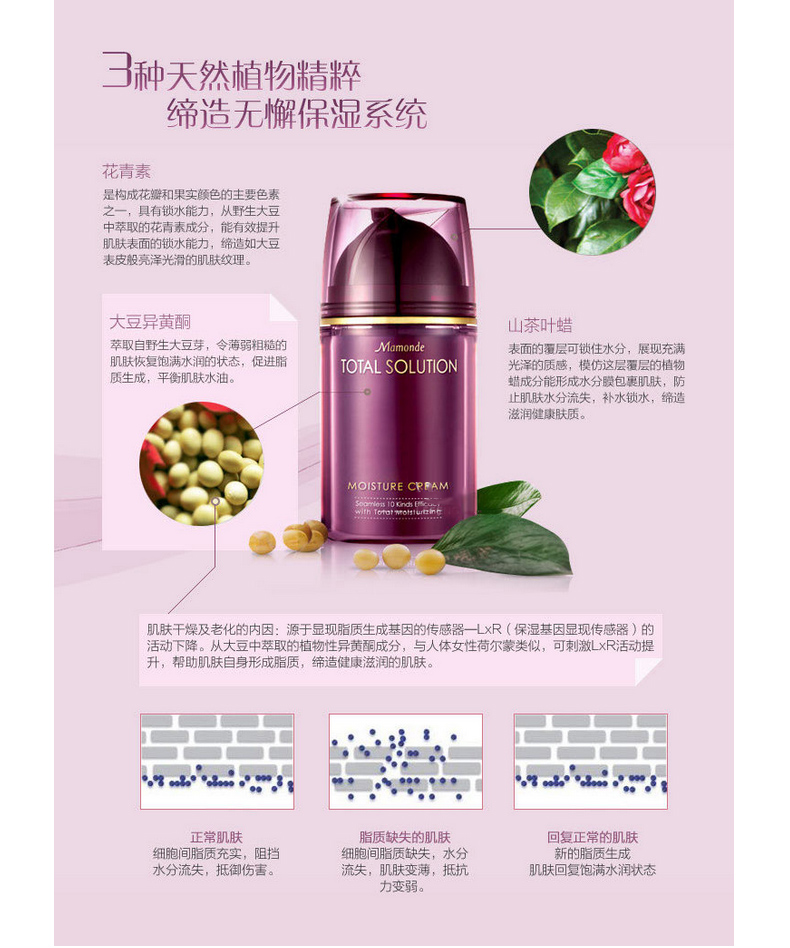 3种天然植物精粹
缔造无懈保湿系统
花青素
是构成花瓣和果实颜色的主要色素
之一，具有锁水能力，从野生大豆
中萃取的花青素成分，能有效提升
肌肤表面的锁水能力，缔造如大豆
表皮般亮泽光滑的肌肤纹理。
大豆异黄酮
萃取自野生大豆芽，令薄弱粗糙的
肌肤恢复饱满水润的状态，促进脂
质生成，平衡肌肤水油。
山茶叶蜡
表面的覆层可锁住水分，展现充满
光泽的质感，模仿这层覆层的植物
蜡成分能形成水分膜包裹肌肤，防
止肌肤水分流失，补水锁水，缔造
滋润健康肤质。
Mamonde
TOTAL SOLUTION
MOISTURE CREAM
Seamless 10 Kinds Efficacy
with Total Moisturizing
肌肤干燥及老化的内因：源于显现脂质生成基因的传感器—LxR（保湿基因显现传感器）的
活动下降。从大豆中萃取的植物性异黄酮成分，与人体女性荷尔蒙类似，可刺激LxR活动提
升，帮助肌肤自身形成脂质，缔造健康滋润的肌肤。
正常肌肤
细胞间脂质充实，阻挡
水分流失，抵御伤害。
脂质缺失的肌肤
细胞间脂质缺失，水分
流失，肌肤变薄，抵抗
力变弱。
回复正常的肌肤
新的脂质生成
肌肤回复饱满水润状态